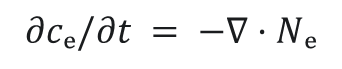 ∂cₑ/∂t = −∇ · Nₑ